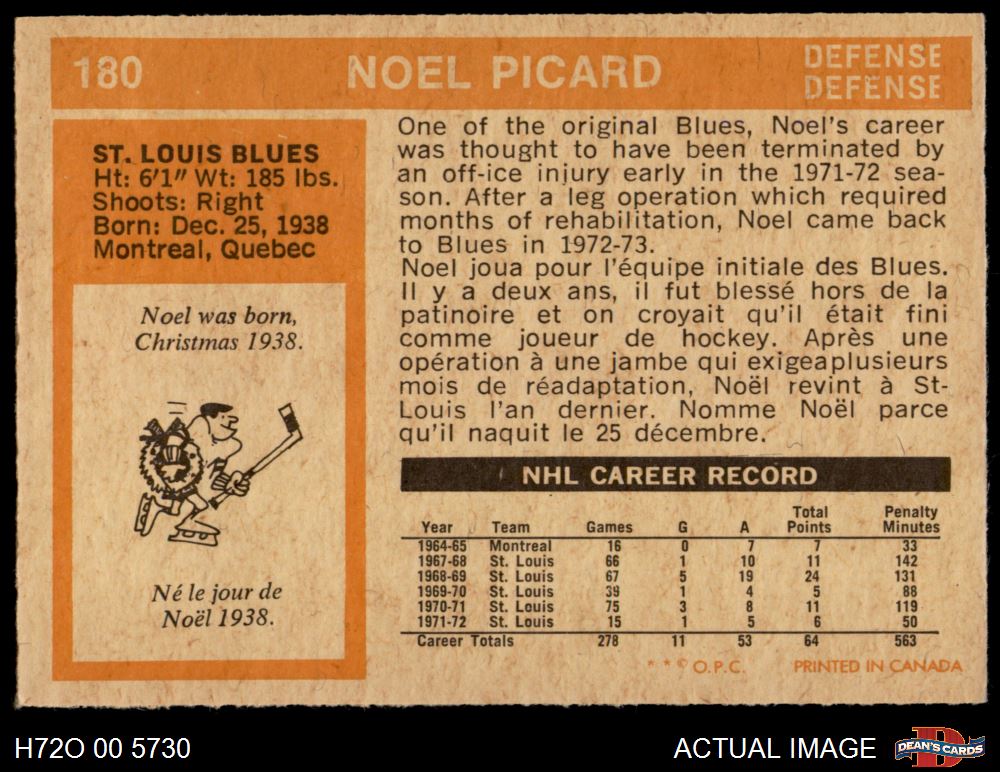 180 NOEL PICARD DEFENSE
DÉFENSE
ST. LOUIS BLUES
Ht: 6'1" Wt: 185 lbs.
Shoots: Right
Born: Dec. 25, 1938
Montreal, Quebec
Noel was born,
Christmas 1938.
Né le jour de
Noël 1938.
One of the original Blues, Noel's career
was thought to have been terminated by
an off-ice injury early in the 1971-72 sea-
son. After a leg operation which required
months of rehabilitation, Noel came back
to Blues in 1972-73.
Noel joua pour l'équipe initiale des Blues.
Il y a deux ans, il fut blessé hors de la
patinoire et on croyait qu'il était fini
comme joueur de hockey. Après une
opération à une jambe qui exigeaplusieurs
mois de réadaptation, Noël revint à St-
Louis l'an dernier. Nomme Noël parce
qu'il naquit le 25 décembre.
NHL CAREER RECORD
Year Team Games G A Total Points Penalty Minutes
1964-65 Montreal 16 0 7 7 33
1967-68 St. Louis 66 1 10 11 142
1968-69 St. Louis 67 5 19 24 131
1969-70 St. Louis 39 1 4 5 88
1970-71 St. Louis 75 3 8 11 119
1971-72 St. Louis 15 1 5 6 50
Career Totals 278 11 53 64 563
* * © O.P.C. PRINTED IN CANADA
H72O 00 5730 ACTUAL IMAGE DEAN'S CARDS